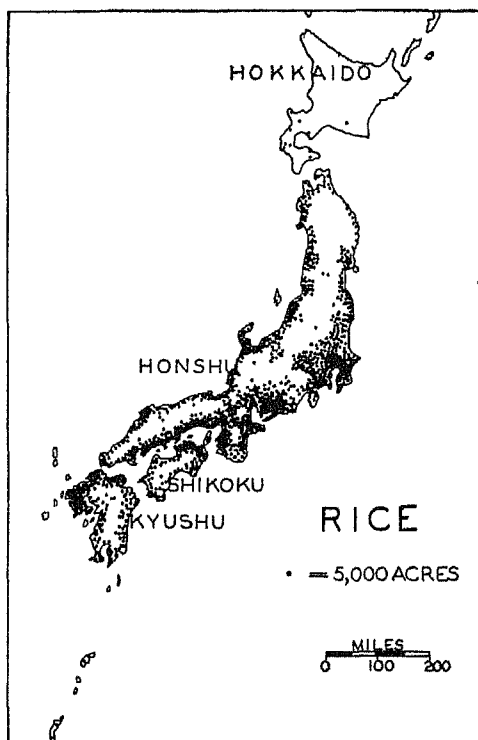 HOKKAIDO
HONSHU
SHIKOKU
KYUSHU
RICE
• = 5,000 ACRES
MILES
0 100 200